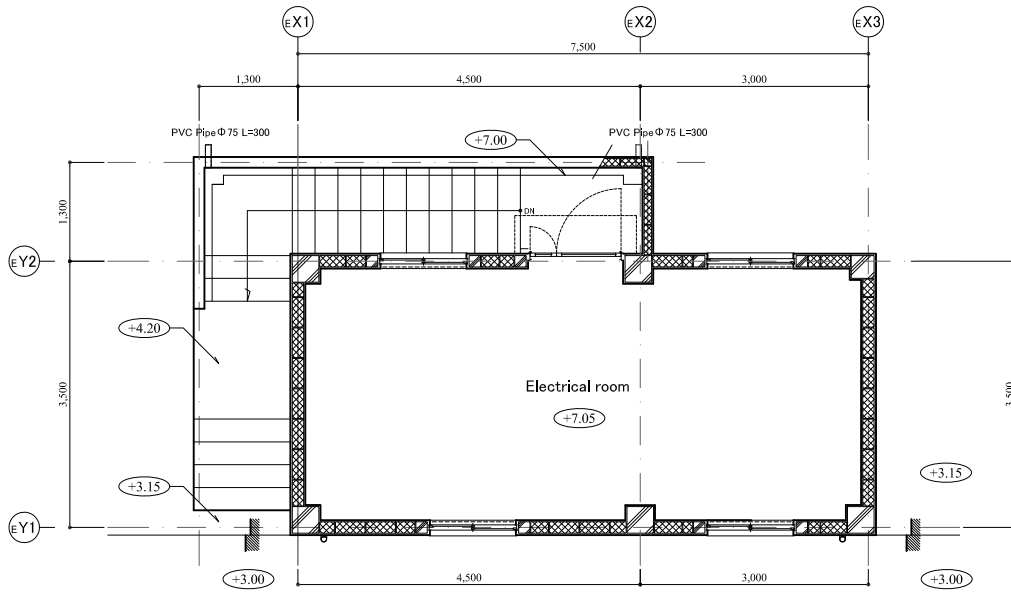 EX1
EX2
EX3
7,500
1,300
4,500
3,000
PVC Pipe Φ75 L=300
+7.00
PVC Pipe Φ75 L=300
1,300
DN
EY2
+4.20
3,500
Electrical room
+7.05
3,500
+3.15
+3.15
EY1
+3.00
4,500
3,000
+3.00